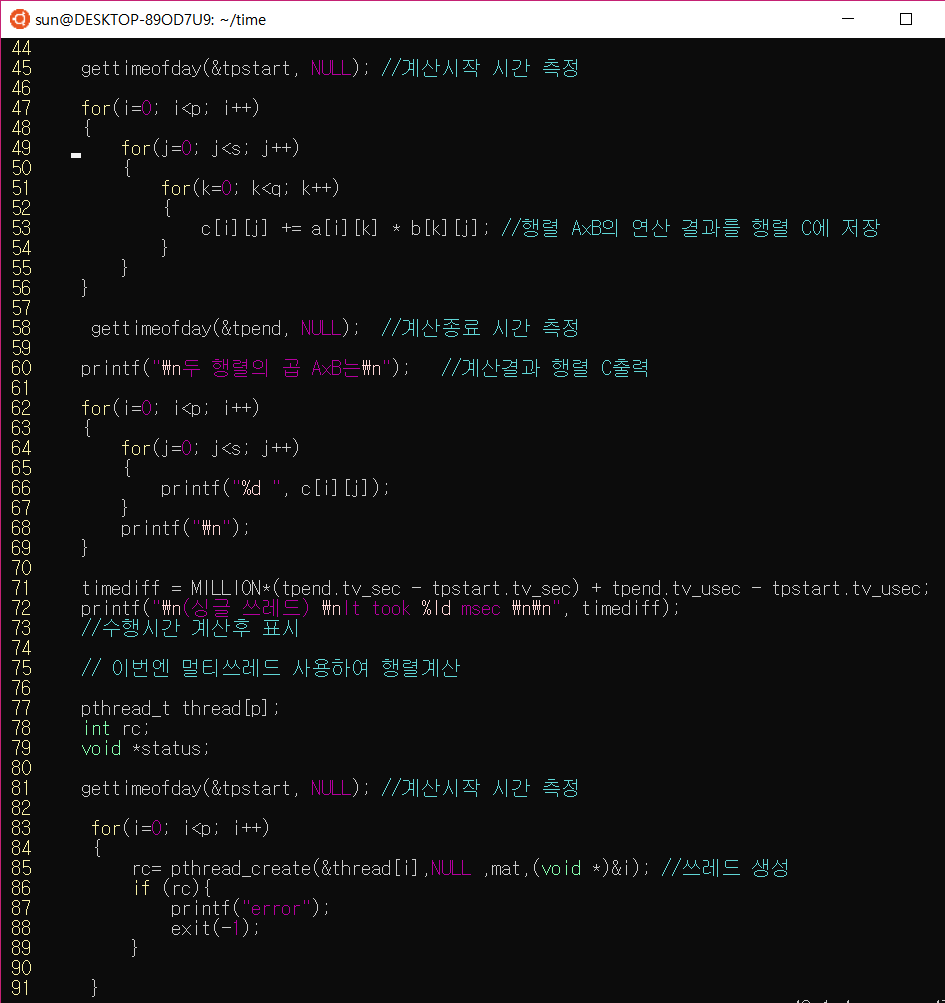 sun@DESKTOP-89OD7U9: ~/time
44
45 gettimeofday(&tpstart, NULL); //계산시작 시간 측정
46
47 for(i=0; i<p; i++)
48 {
49 for(j=0; j<s; j++)
50 {
51 for(k=0; k<q; k++)
52 {
53 c[i][j] += a[i][k] * b[k][j]; //행렬 AxB의 연산 결과를 행렬 C에 저장
54 }
55 }
56 }
57
58 gettimeofday(&tpend, NULL); //계산종료 시간 측정
59
60 printf("₩n두 행렬의 곱 AxB는₩n"); //계산결과 행렬 C출력
61
62 for(i=0; i<p; i++)
63 {
64 for(j=0; j<s; j++)
65 {
66 printf("%d ", c[i][j]);
67 }
68 printf("₩n");
69 }
70
71 timediff = MILLION*(tpend.tv_sec - tpstart.tv_sec) + tpend.tv_usec - tpstart.tv_usec;
72 printf("₩n(싱글 쓰레드) ₩nIt took %ld msec ₩n₩n", timediff);
73 //수행시간 계산후 표시
74
75 // 이번엔 멀티쓰레드 사용하여 행렬계산
76
77 pthread_t thread[p];
78 int rc;
79 void *status;
80
81 gettimeofday(&tpstart, NULL); //계산시작 시간 측정
82
83 for(i=0; i<p; i++)
84 {
85 rc= pthread_create(&thread[i],NULL ,mat,(void *)&i); //쓰레드 생성
86 if (rc){
87 printf("error");
88 exit(-1);
89 }
90
91 }